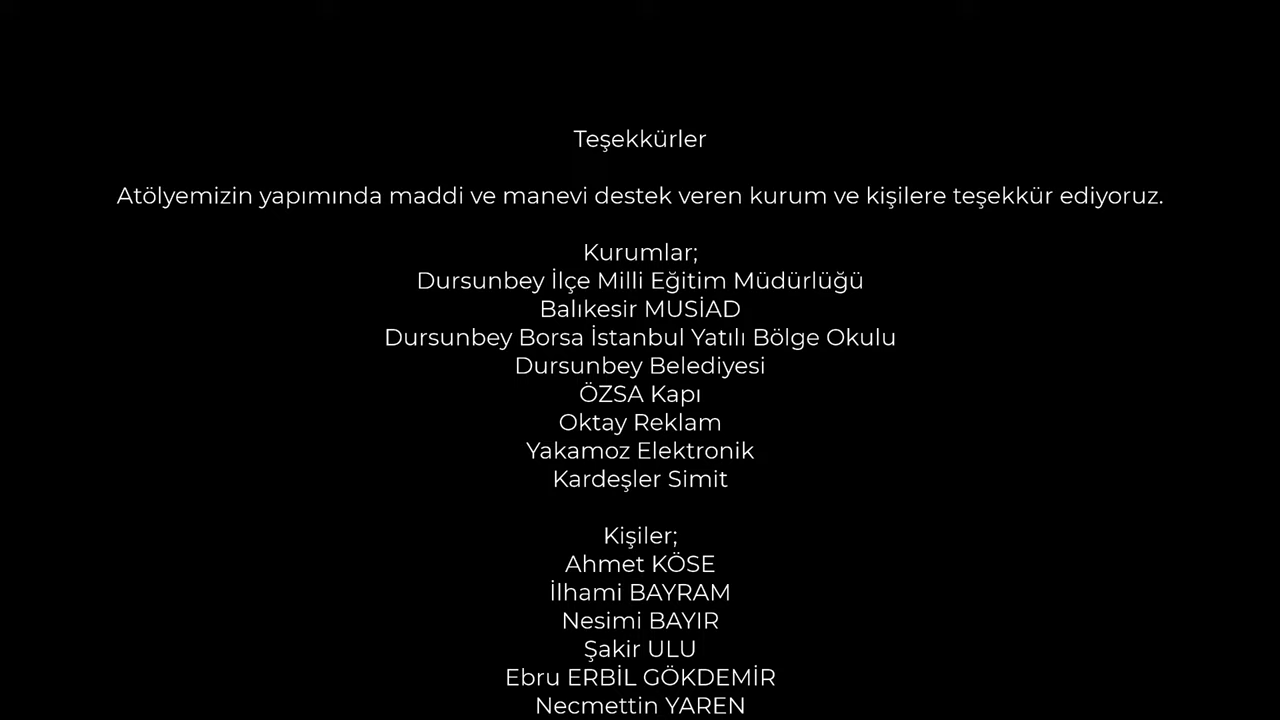 Teşekkürler
Atölyemizin yapımında maddi ve manevi destek veren kurum ve kişilere teşekkür ediyoruz.
Kurumlar;
Dursunbey İlçe Milli Eğitim Müdürlüğü
Balıkesir MUSİAD
Dursunbey Borsa İstanbul Yatılı Bölge Okulu
Dursunbey Belediyesi
ÖZSA Kapı
Oktay Reklam
Yakamoz Elektronik
Kardeşler Simit
Kişiler;
Ahmet KÖSE
İlhami BAYRAM
Nesimi BAYIR
Şakir ULU
Ebru ERBİL GÖKDEMİR
Necmettin YAREN